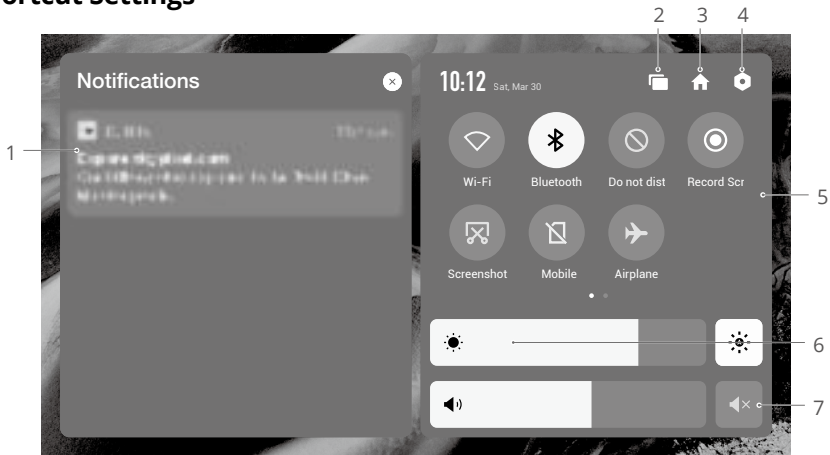 ortcut Settings
2 3 4
Notifications
10:12 Sat, Mar 30
1
Wi-Fi Bluetooth Do not dist Record Scr
5
Screenshot Mobile Airplane
6
7